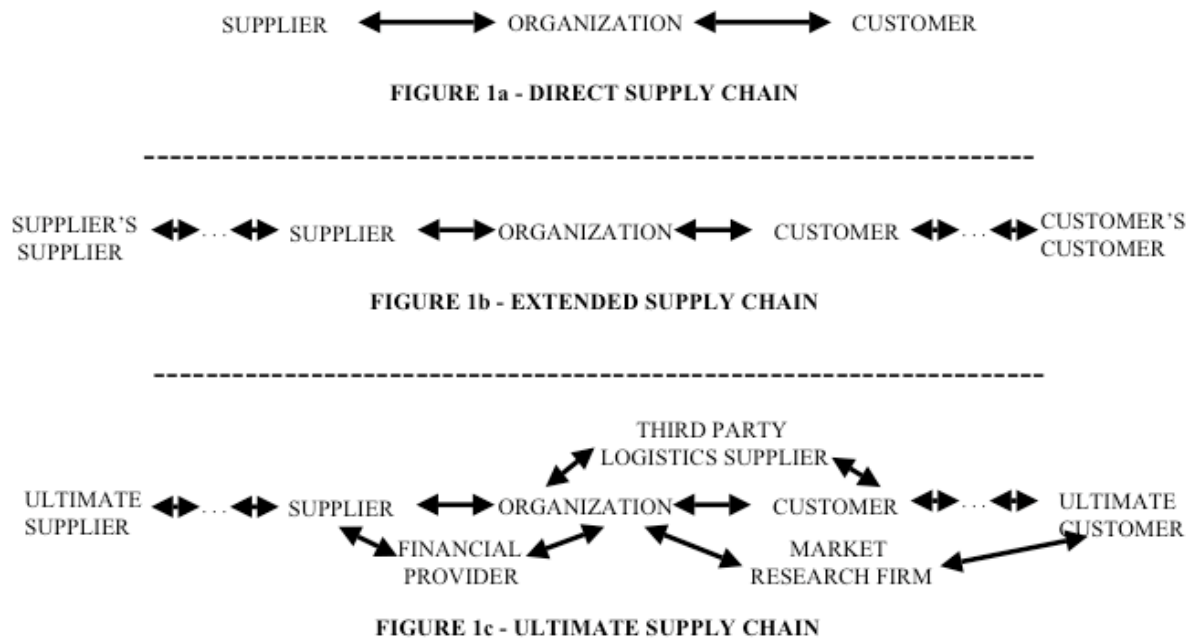 SUPPLIER ORGANIZATION CUSTOMER
FIGURE 1a - DIRECT SUPPLY CHAIN
SUPPLIER'S
SUPPLIER
... SUPPLIER ORGANIZATION CUSTOMER ...
CUSTOMER'S
CUSTOMER
FIGURE 1b - EXTENDED SUPPLY CHAIN
THIRD PARTY
LOGISTICS SUPPLIER
ULTIMATE
SUPPLIER
... SUPPLIER ORGANIZATION CUSTOMER ...
ULTIMATE
CUSTOMER
FINANCIAL
PROVIDER
MARKET
RESEARCH FIRM
FIGURE 1c - ULTIMATE SUPPLY CHAIN